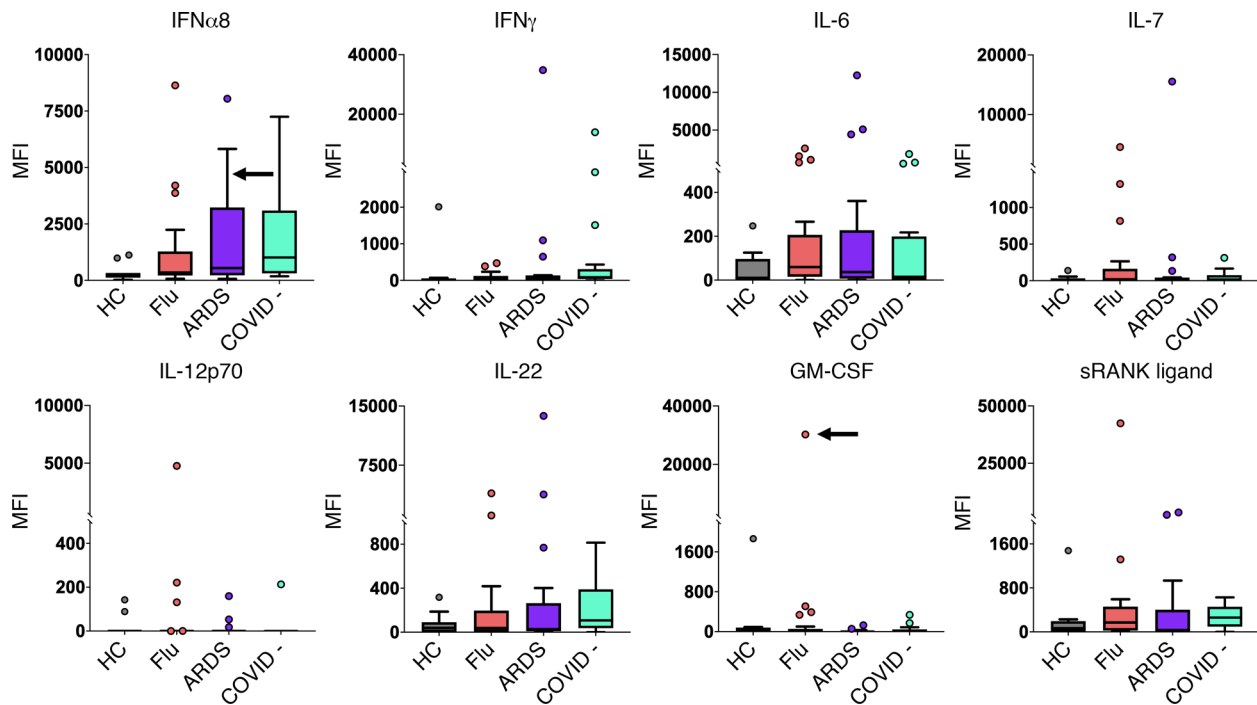 IFNα8
10000
7500
5000
2500
0
MFI
HC
Flu
ARDS
COVID -
IFNγ
40000
20000
2000
1000
0
MFI
HC
Flu
ARDS
COVID -
IL-6
15000
10000
5000
400
200
0
MFI
HC
Flu
ARDS
COVID -
IL-7
20000
10000
1000
500
0
MFI
HC
Flu
ARDS
COVID -
IL-12p70
10000
5000
400
200
0
MFI
HC
Flu
ARDS
COVID -
IL-22
15000
7500
800
400
0
MFI
HC
Flu
ARDS
COVID -
GM-CSF
40000
20000
1600
800
0
MFI
HC
Flu
ARDS
COVID -
sRANK ligand
50000
25000
1600
800
0
MFI
HC
Flu
ARDS
COVID -